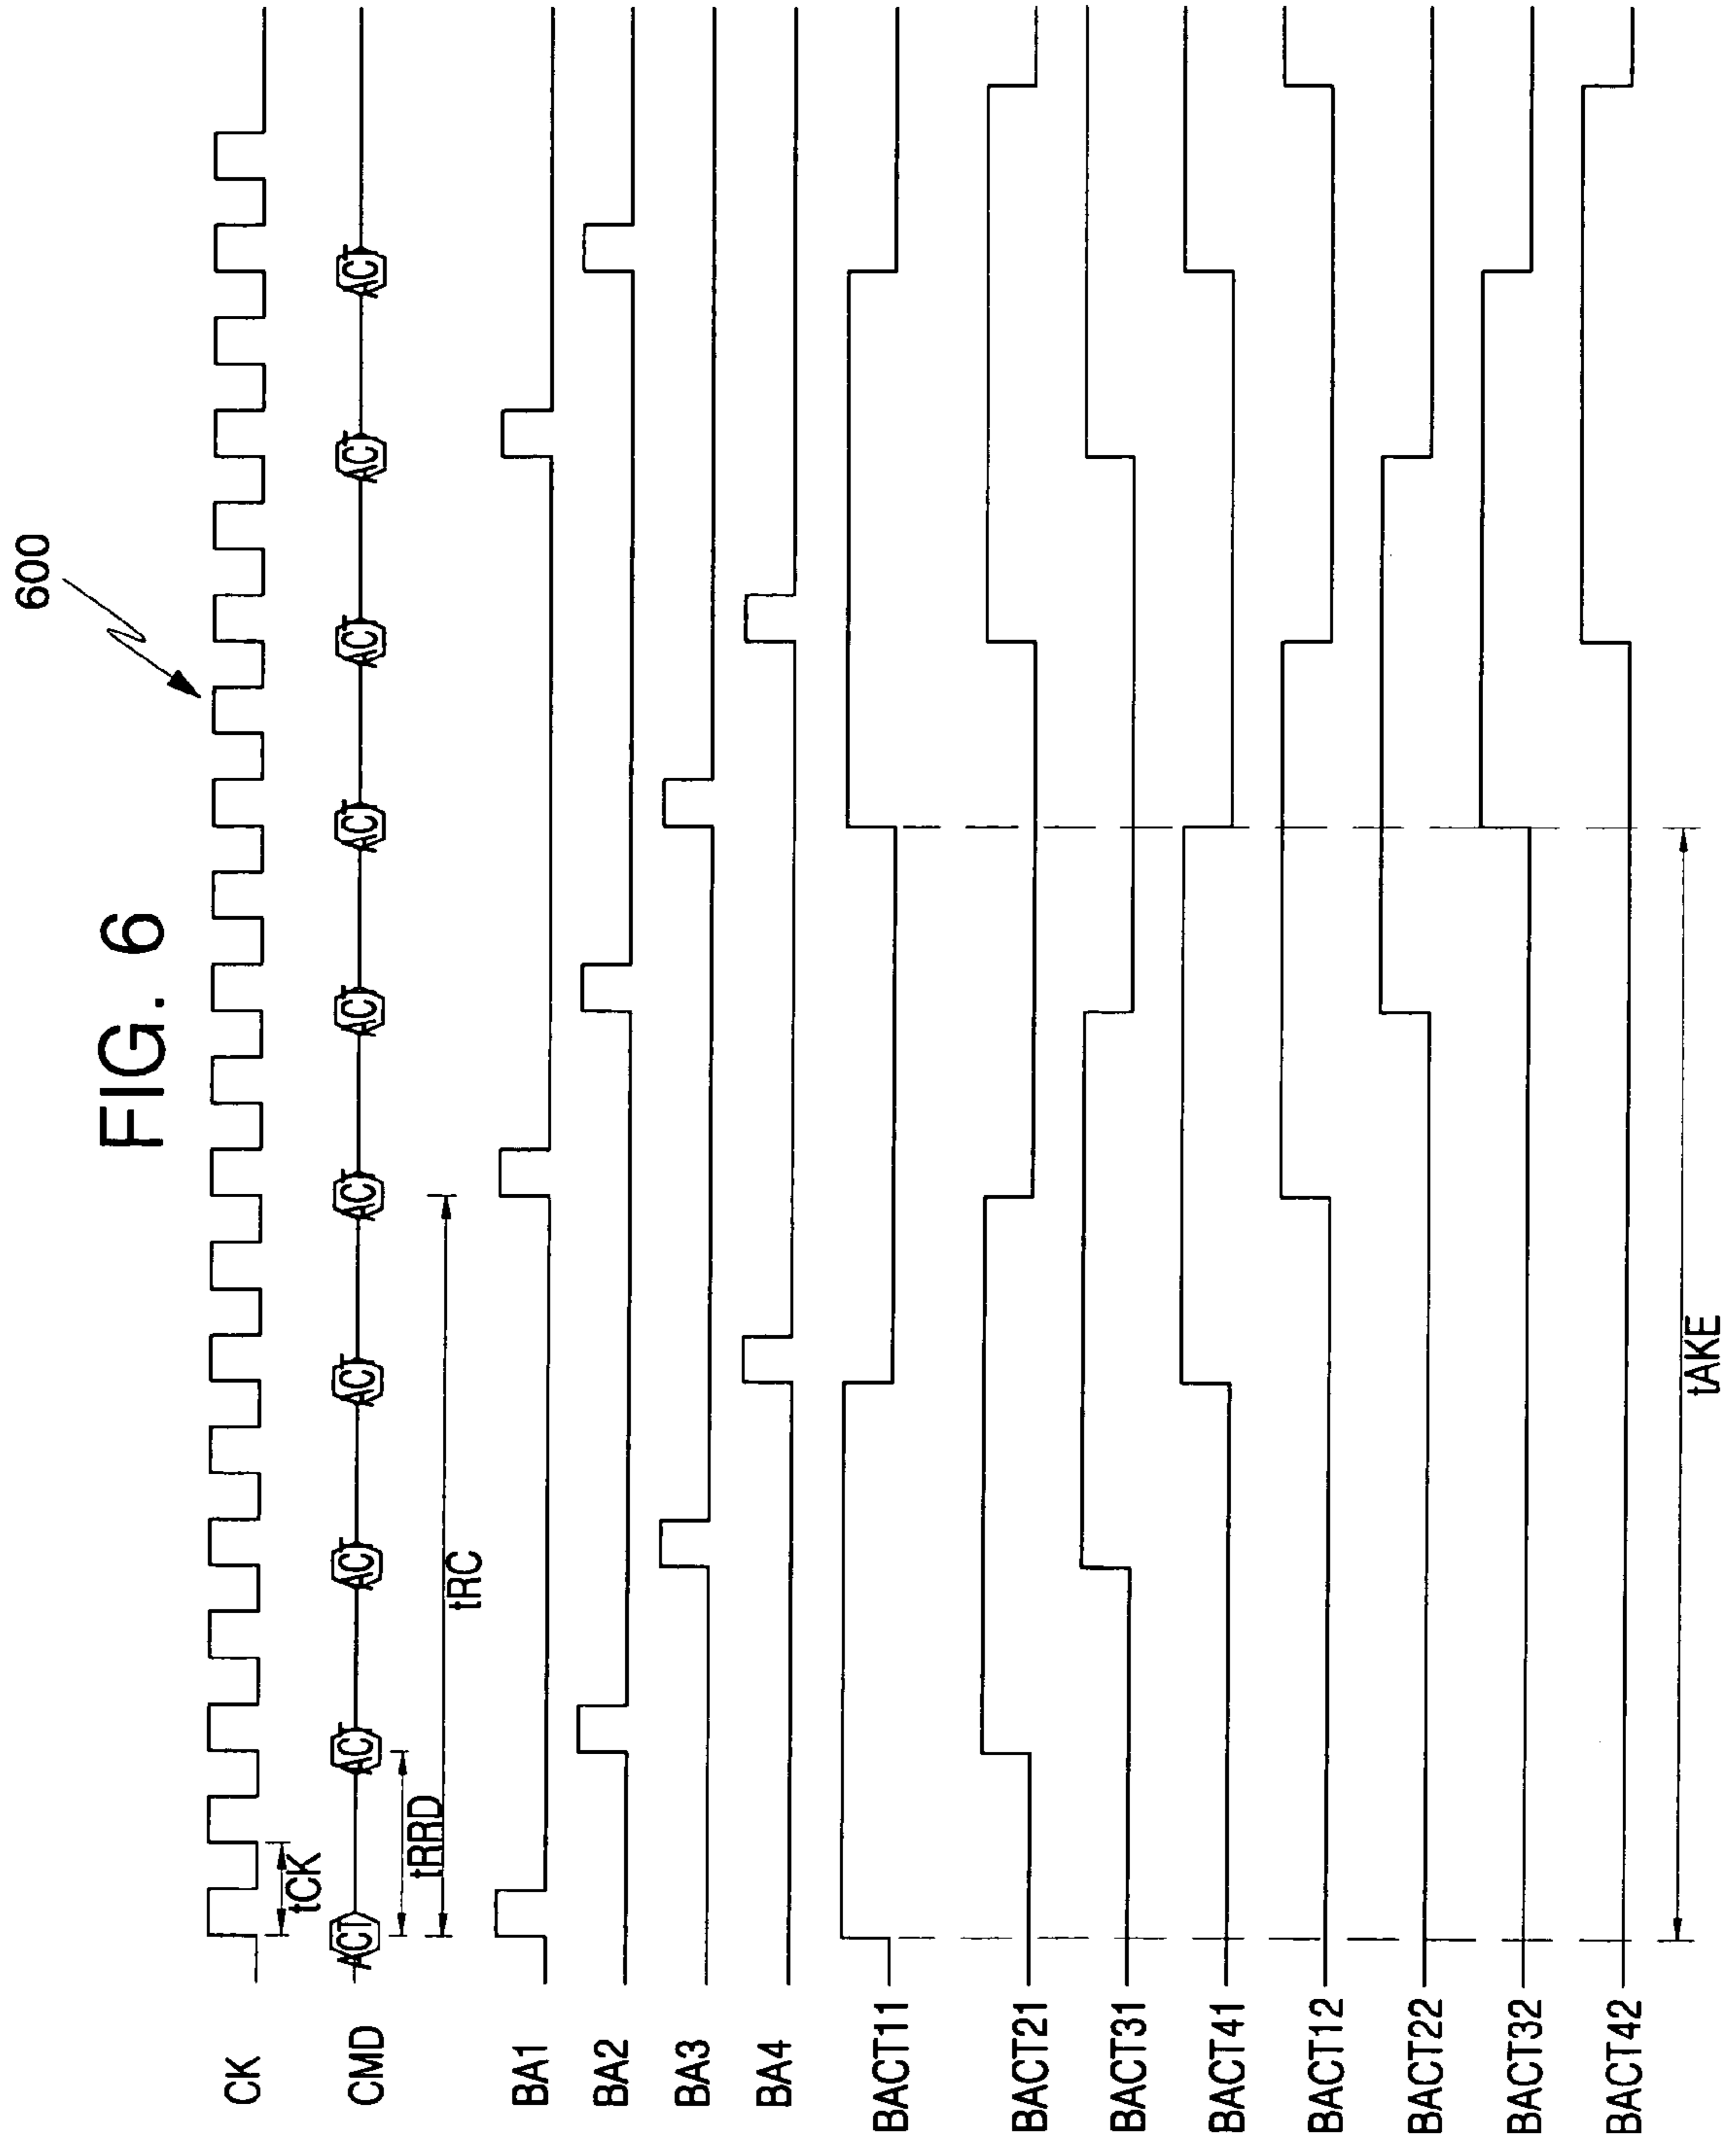 FIG. 6
600
CK
tCK
CMD
ACT ACT ACT ACT ACT ACT ACT ACT ACT ACT
tRRD
tRC
BA1
BA2
BA3
BA4
BACT11
BACT21
BACT31
BACT41
BACT12
BACT22
BACT32
BACT42
tAKE